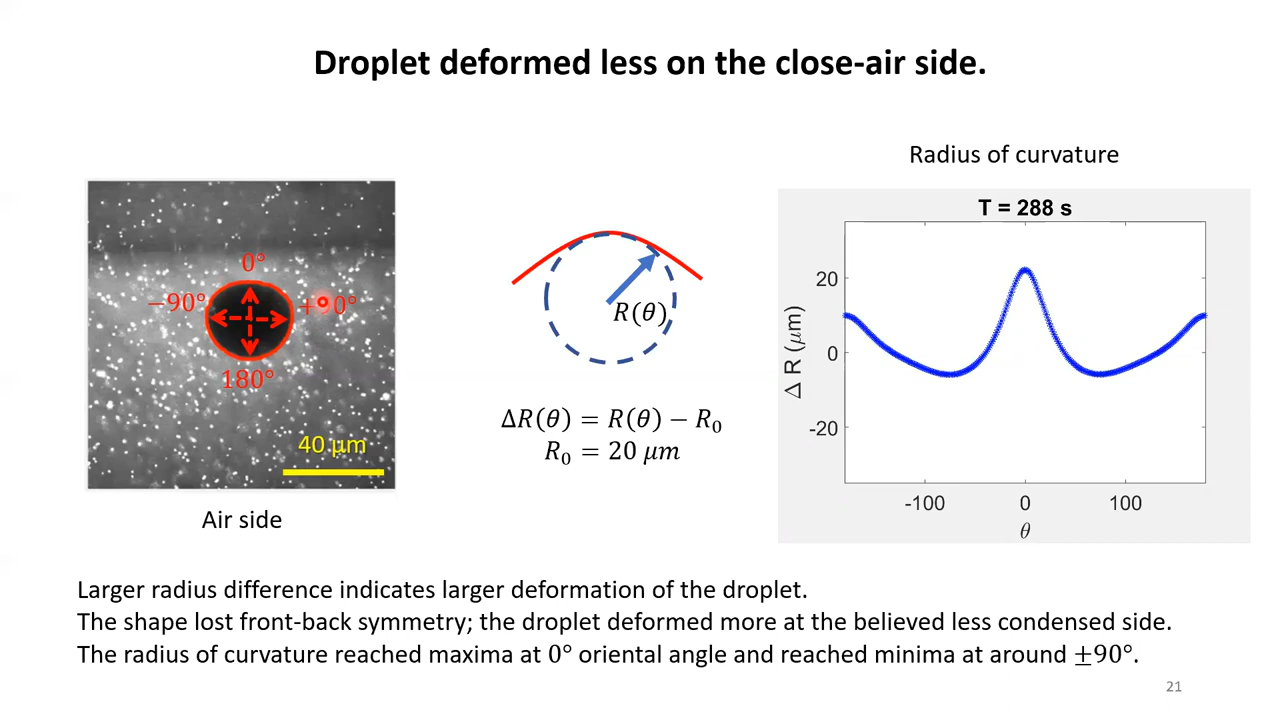 Droplet deformed less on the close-air side.
Radius of curvature
0°
−90°
+90°
180°
40 μm
Air side
R(θ)
ΔR(θ) = R(θ) − R₀
R₀ = 20 μm
T = 288 s
20
0
-20
Δ R (μm)
-100
0
100
θ
Larger radius difference indicates larger deformation of the droplet.
The shape lost front-back symmetry; the droplet deformed more at the believed less condensed side.
The radius of curvature reached maxima at 0° oriental angle and reached minima at around ±90°.
21